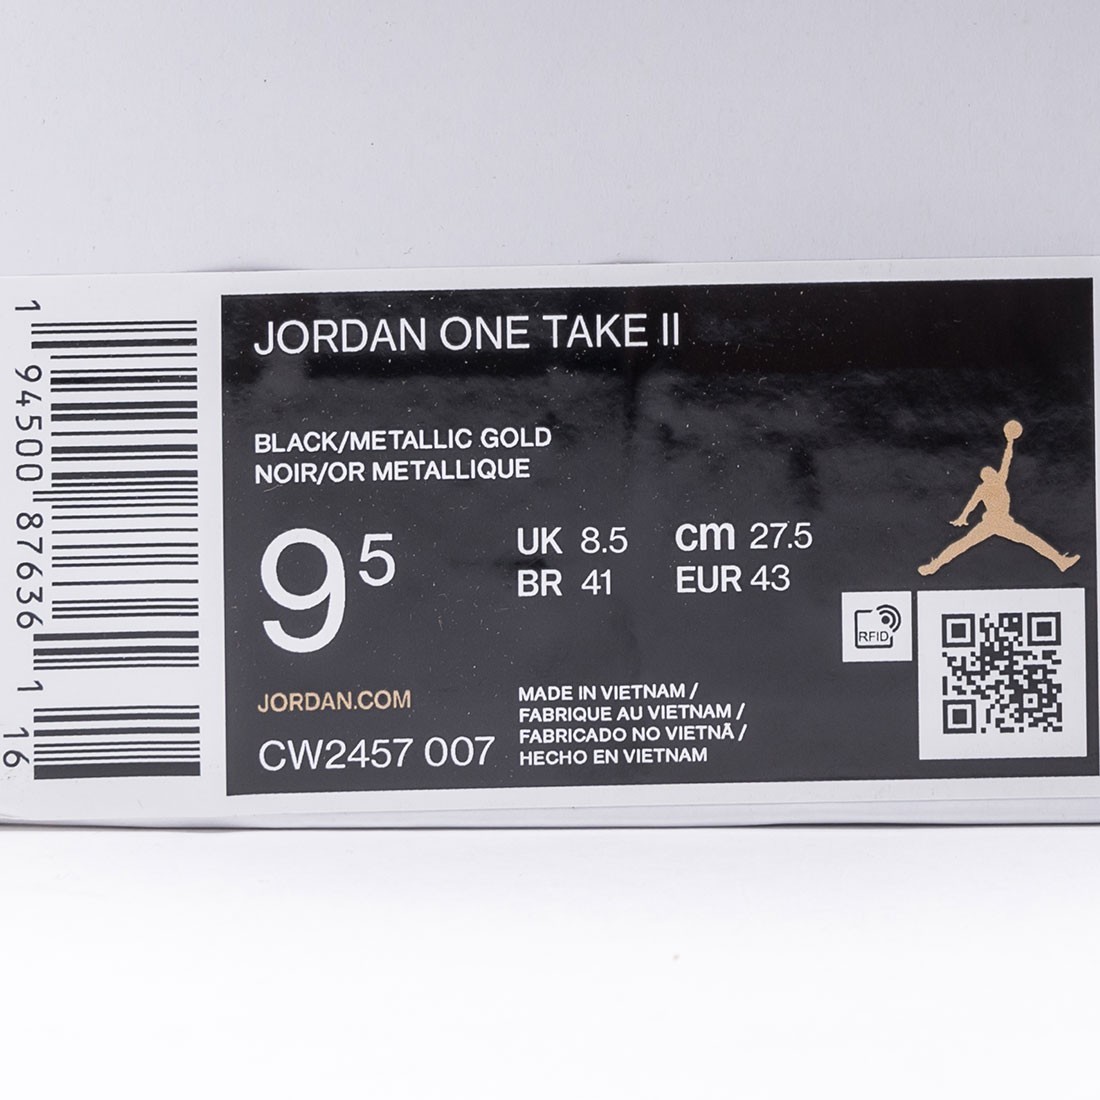 1 94500 87636 1 16
JORDAN ONE TAKE II
BLACK/METALLIC GOLD
NOIR/OR METALLIQUE
9⁵
UK 8.5 cm 27.5
BR 41 EUR 43
RFID
JORDAN.COM
CW2457 007
MADE IN VIETNAM /
FABRIQUE AU VIETNAM /
FABRICADO NO VIETNÃ /
HECHO EN VIETNAM